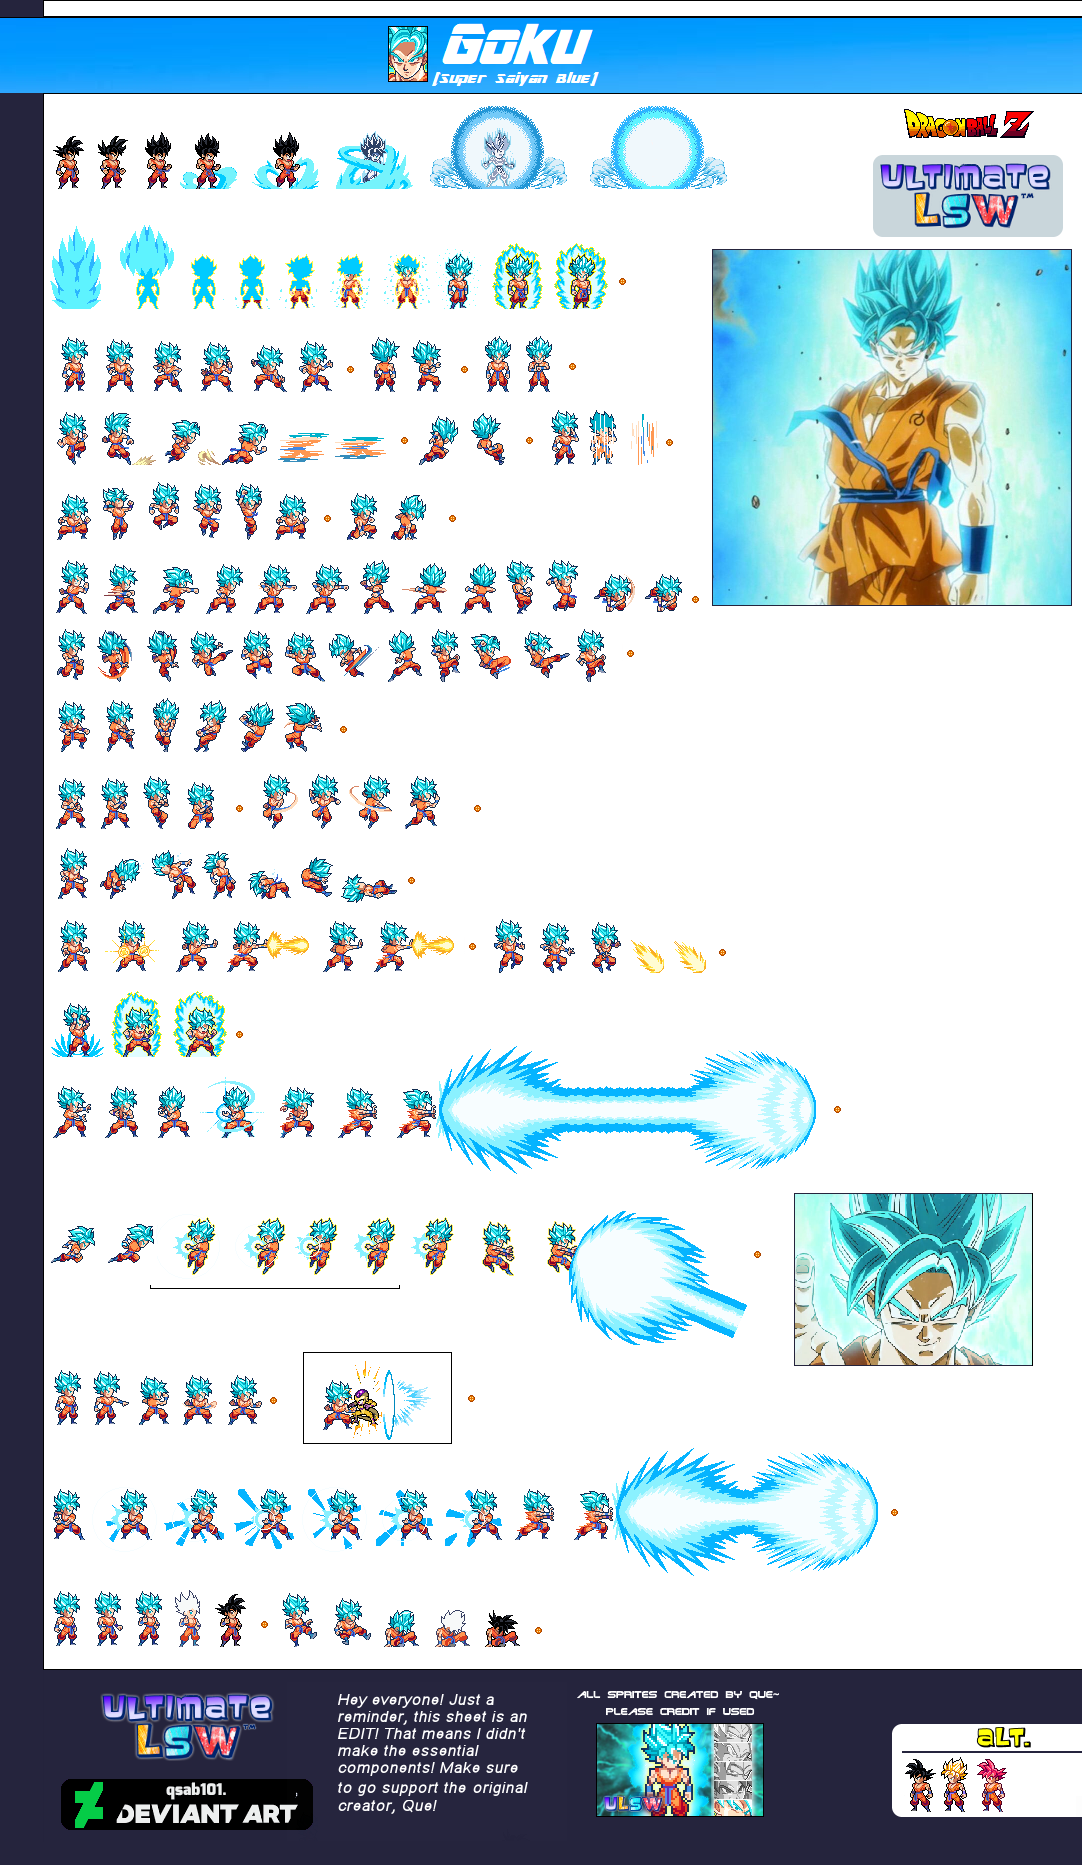 Goku
[Super Saiyan Blue]
DRAGON BALL Z
ULTIMATE
LSW™
ULTIMATE
LSW™
qsab101.
DEVIANT ART
Hey everyone! Just a
reminder, this sheet is an
EDIT! That means I didn't
make the essential
components! Make sure
to go support the original
creator, Que!
ALL SPRITES CREATED BY QUE~
PLEASE CREDIT IF USED
ULSW
ALT.